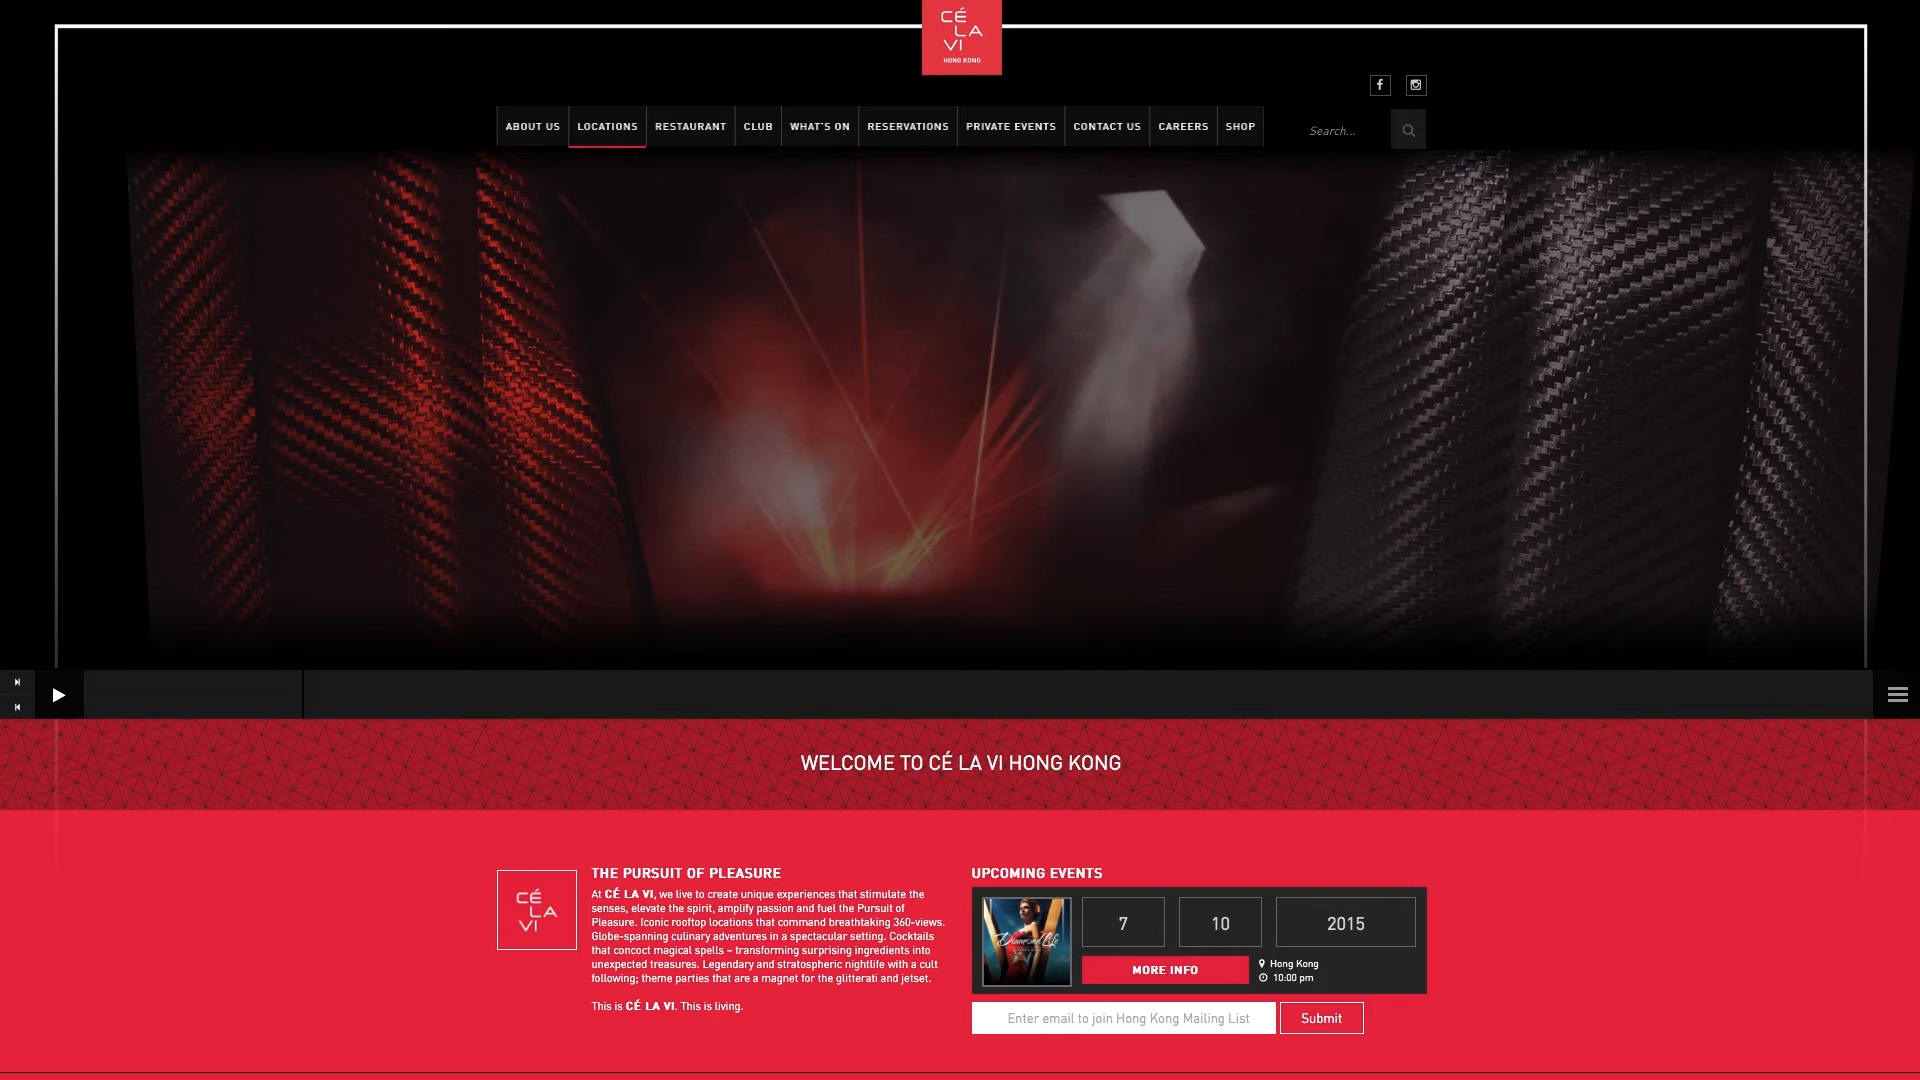 CÉ
LA
VI
HONG KONG
ABOUT US LOCATIONS RESTAURANT CLUB WHAT'S ON RESERVATIONS PRIVATE EVENTS CONTACT US CAREERS SHOP
Search...
WELCOME TO CÉ LA VI HONG KONG
CÉ
LA
VI
THE PURSUIT OF PLEASURE
At CÉ LA VI, we live to create unique experiences that stimulate the
senses, elevate the spirit, amplify passion and fuel the Pursuit of
Pleasure. Iconic rooftop locations that command breathtaking 360-views.
Globe-spanning culinary adventures in a spectacular setting. Cocktails
that concoct magical spells – transforming surprising ingredients into
unexpected treasures. Legendary and stratospheric nightlife with a cult
following; theme parties that are a magnet for the glitterati and jetset.
This is CÉ LA VI. This is living.
UPCOMING EVENTS
Diamond Life
7 10 2015
MORE INFO
Hong Kong
10:00 pm
Enter email to join Hong Kong Mailing List
Submit